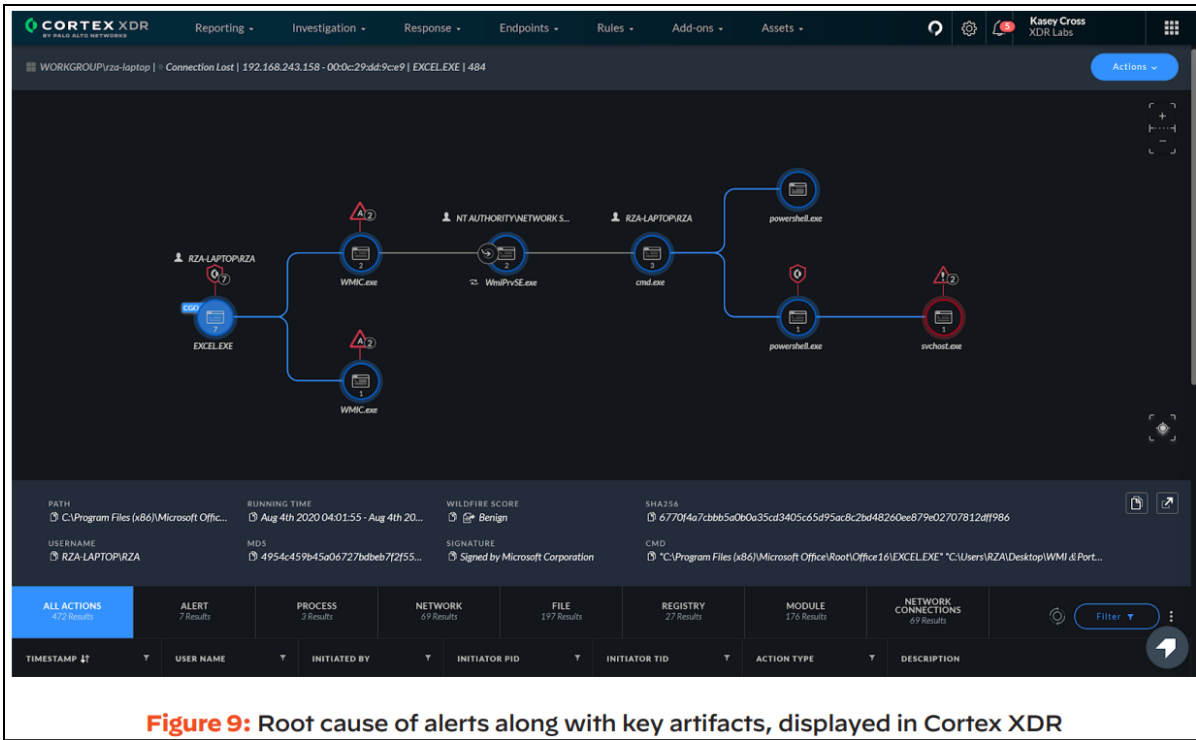 CORTEX XDR
BY PALO ALTO NETWORKS
Reporting
Investigation
Response
Endpoints
Rules
Add-ons
Assets
5
Kasey Cross
XDR Labs
WORKGROUP\rza-laptop | Connection Lost | 192.168.243.158 - 00:0c:29:dd:9c:e9 | EXCEL.EXE | 484
Actions
powershell.exe
A 2
NT AUTHORITY\NETWORK S...
RZA-LAPTOP\RZA
RZA-LAPTOP\RZA
2
WMIC.exe
2
WmiPrvSE.exe
3
cmd.exe
7
CGO
7
EXCEL.EXE
A 2
1
WMIC.exe
1
powershell.exe
2
1
svchost.exe
PATH
C:\Program Files (x86)\Microsoft Offic...
RUNNING TIME
Aug 4th 2020 04:01:55 - Aug 4th 20...
WILDFIRE SCORE
Benign
SHA256
6770f4a7cbbb5a0b0a35cd3405c65d95ac8c2bd48260ee879e02707812dff986
USERNAME
RZA-LAPTOP\RZA
MD5
4954c459b45a06727bdbeb7f2f55...
SIGNATURE
Signed by Microsoft Corporation
CMD
"C:\Program Files (x86)\Microsoft Office\Root\Office16\EXCEL.EXE" "C:\Users\RZA\Desktop\WMI & Port...
ALL ACTIONS
472 Results
ALERT
7 Results
PROCESS
3 Results
NETWORK
69 Results
FILE
197 Results
REGISTRY
27 Results
MODULE
176 Results
NETWORK
CONNECTIONS
69 Results
Filter
TIMESTAMP
USER NAME
INITIATED BY
INITIATOR PID
INITIATOR TID
ACTION TYPE
DESCRIPTION
Figure 9: Root cause of alerts along with key artifacts, displayed in Cortex XDR